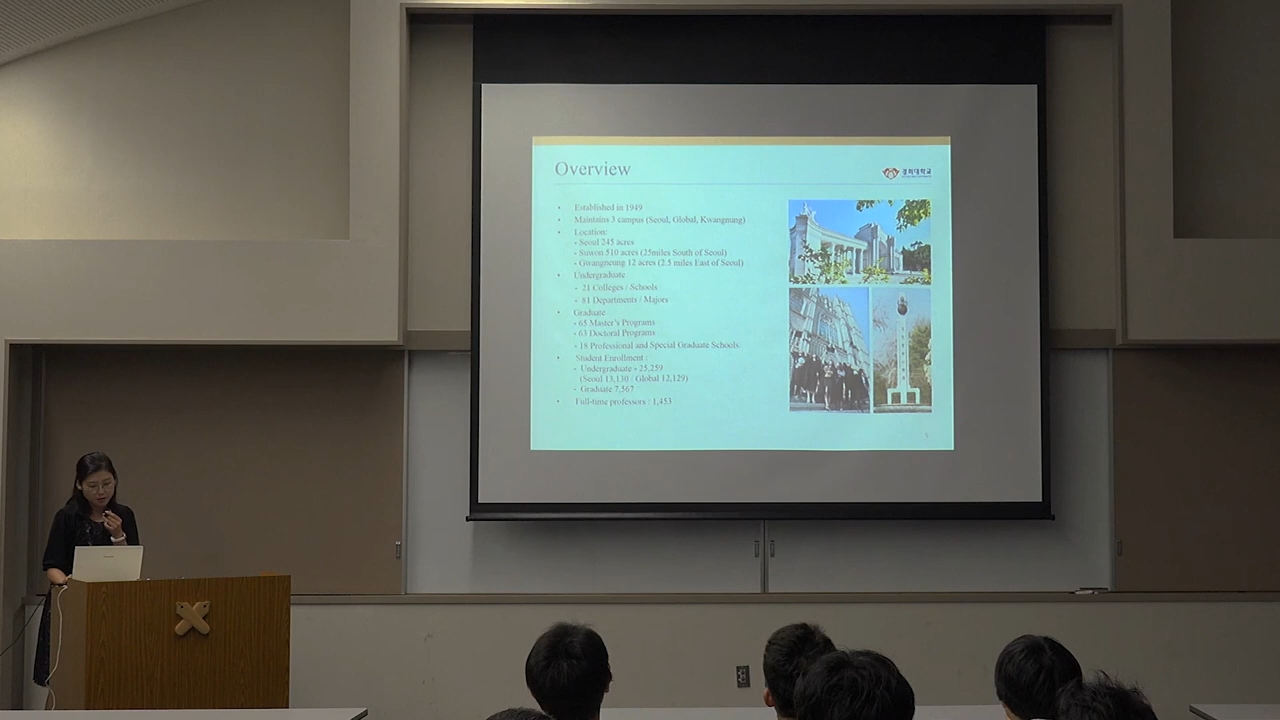 Overview
경희대학교
• Established in 1949
• Maintains 3 campus (Seoul, Global, Kwangnung)
• Location:
- Seoul 245 acres
- Suwon 510 acres (25miles South of Seoul)
- Gwangneung 12 acres (2.5 miles East of Seoul)
• Undergraduate
- 21 Colleges / Schools
- 81 Departments / Majors
• Graduate
- 65 Master's Programs
- 63 Doctoral Programs
- 18 Professional and Special Graduate Schools.
• Student Enrollment :
- Undergraduate - 25,259
(Seoul 13,130 / Global 12,129)
- Graduate 7,567
• Full-time professors : 1,453